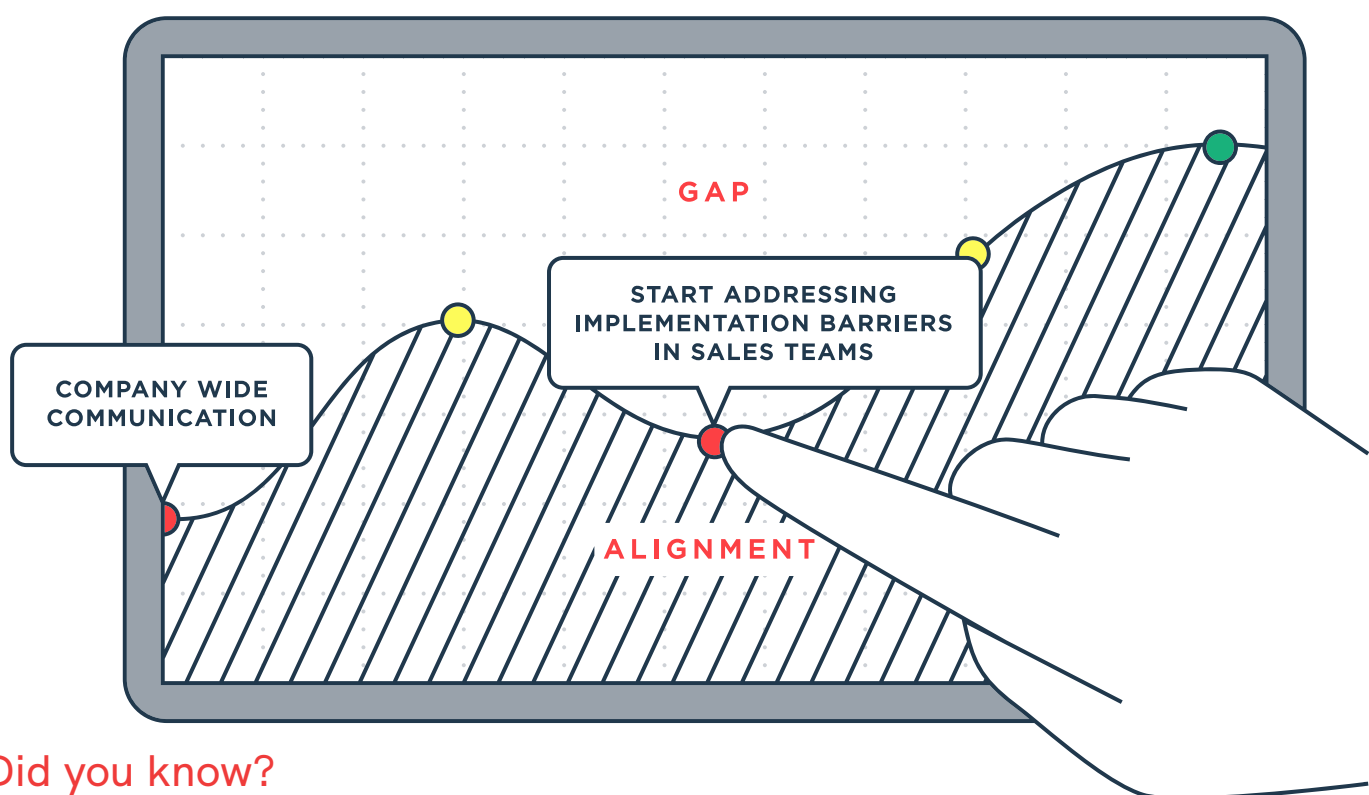 GAP
START ADDRESSING
IMPLEMENTATION BARRIERS
IN SALES TEAMS
COMPANY WIDE
COMMUNICATION
ALIGNMENT
Did you know?